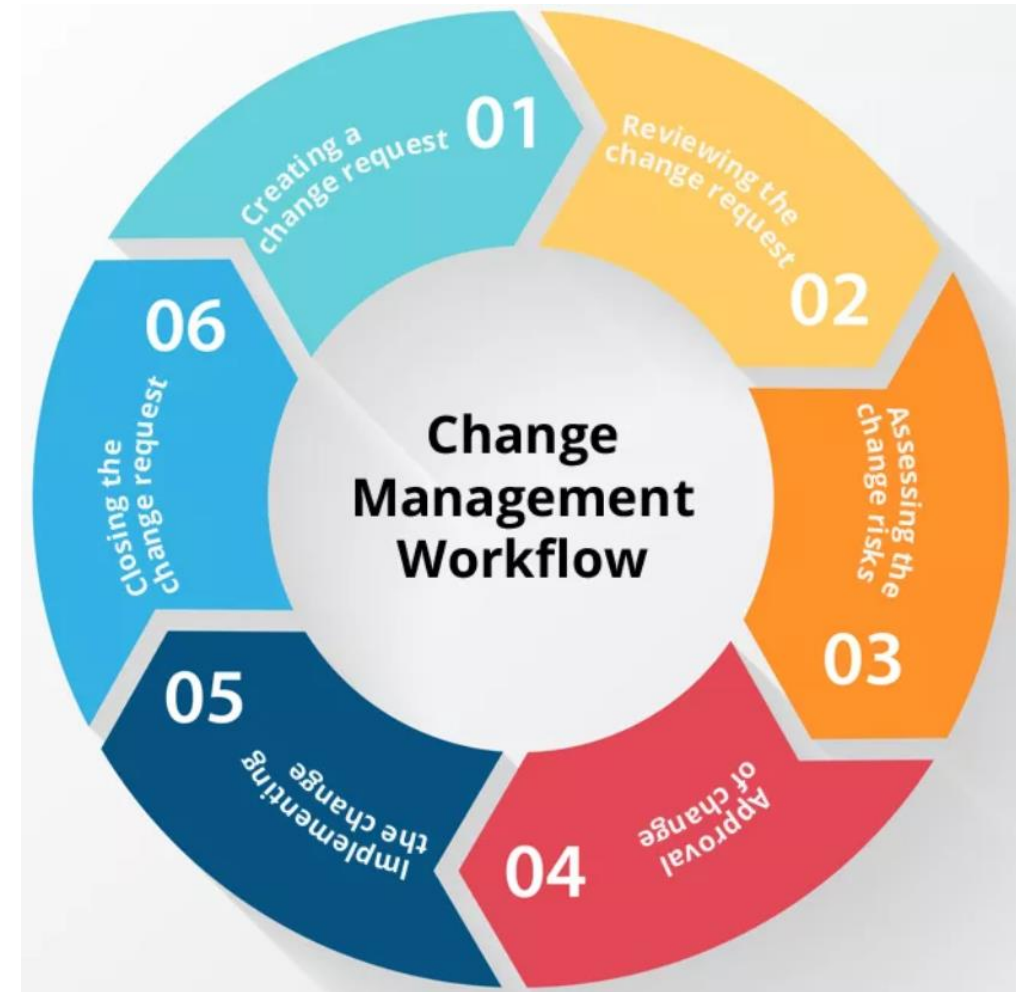 Change
Management
Workflow
01
Creating a
change request
02
Reviewing the
change request
03
Assessing the
change risks
04
Approval
of change
05
Implementing
the change
06
Closing the
change request